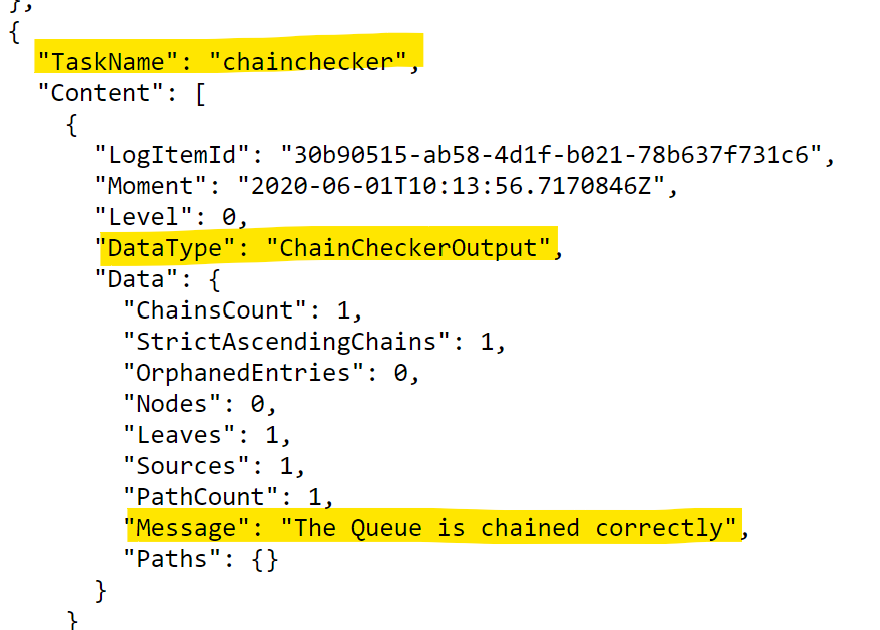 },
{
"TaskName": "chainchecker",
"Content": [
{
"LogItemId": "30b90515-ab58-4d1f-b021-78b637f731c6",
"Moment": "2020-06-01T10:13:56.7170846Z",
"Level": 0,
"DataType": "ChainCheckerOutput",
"Data": {
"ChainsCount": 1,
"StrictAscendingChains": 1,
"OrphanedEntries": 0,
"Nodes": 0,
"Leaves": 1,
"Sources": 1,
"PathCount": 1,
"Message": "The Queue is chained correctly",
"Paths": {}
}
}